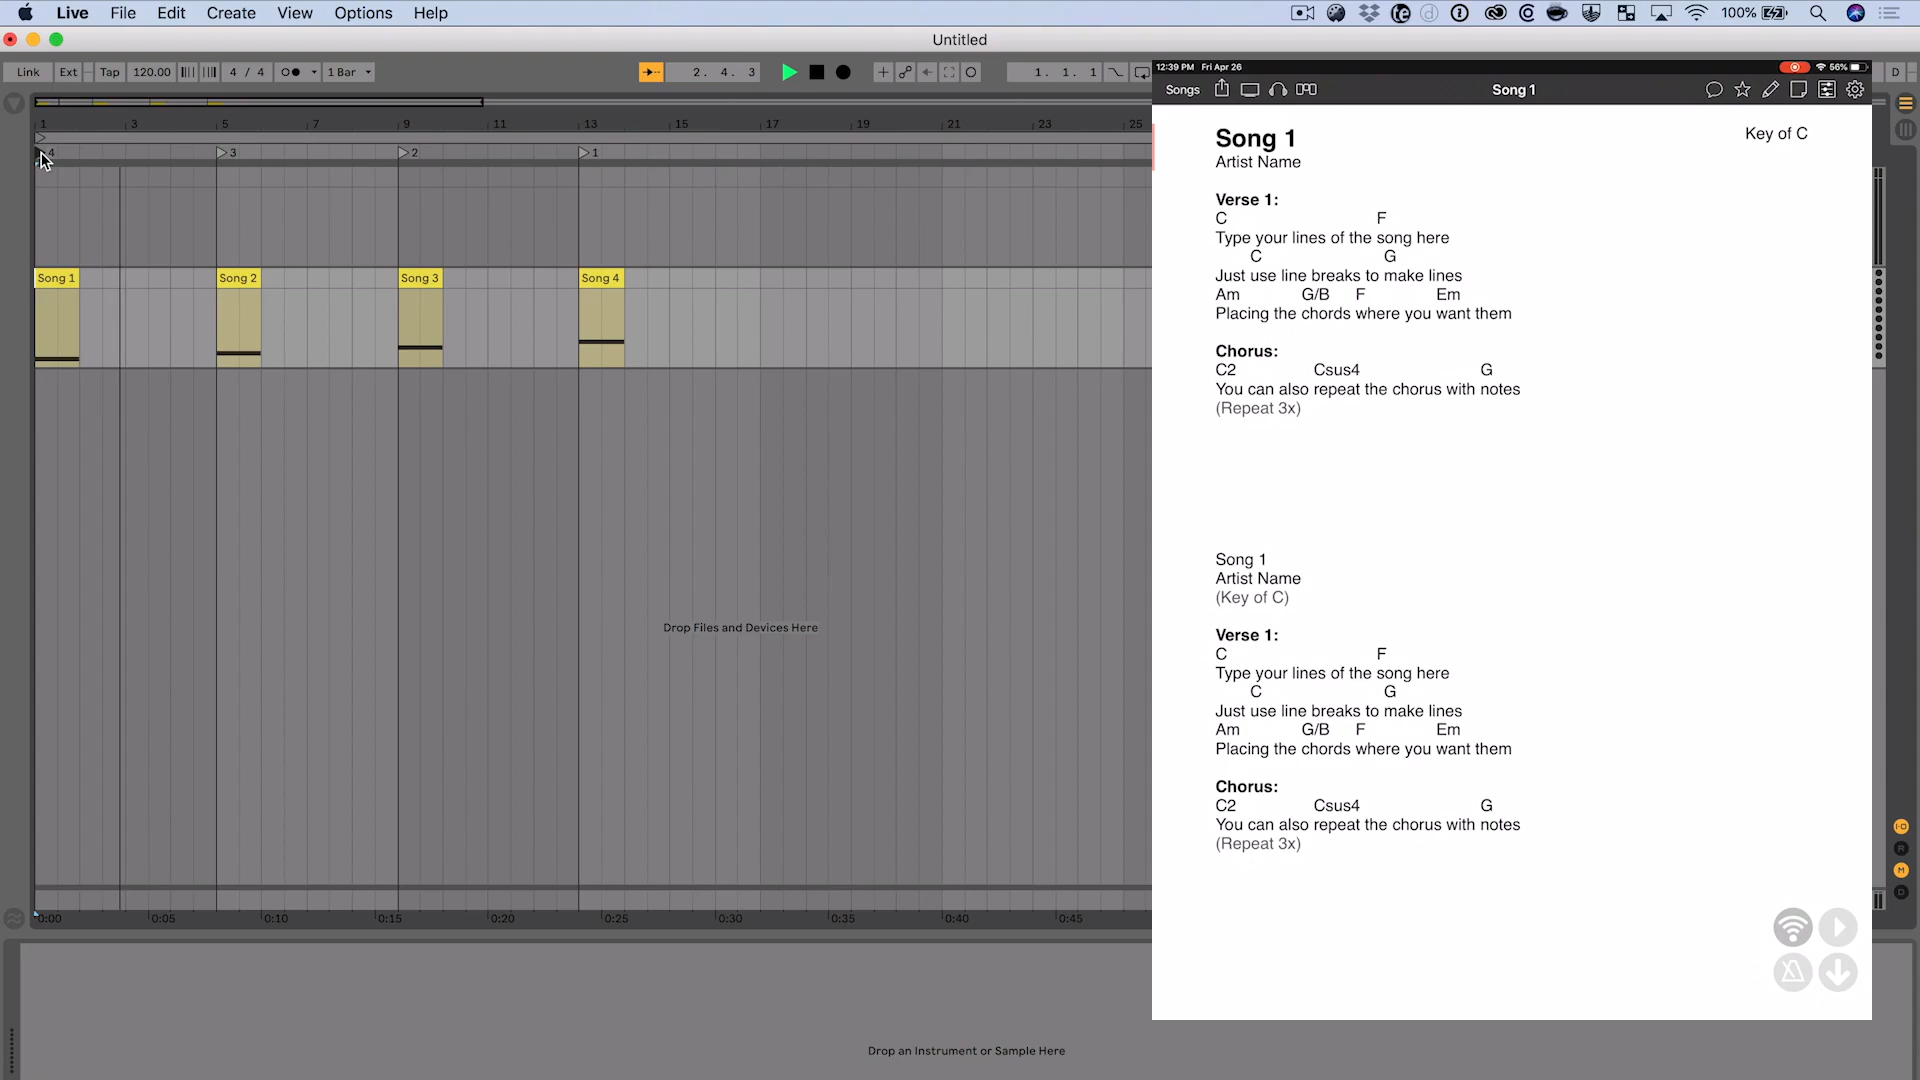 Live File Edit Create View Options Help
100%
Untitled
Link Ext Tap 120.00 4 / 4 1 Bar
2. 4. 3
1. 1. 1
D
1 3 5 7 9 11 13 15 17 19 21 23 25
4 3 2 1
Song 1 Song 2 Song 3 Song 4
Drop Files and Devices Here
0:00 0:05 0:10 0:15 0:20 0:25 0:30 0:35 0:40 0:45
Drop an Instrument or Sample Here
12:39 PM Fri Apr 26
56%
Songs
Song 1
Song 1
Key of C
Artist Name
Verse 1:
C F
Type your lines of the song here
C G
Just use line breaks to make lines
Am G/B F Em
Placing the chords where you want them
Chorus:
C2 Csus4 G
You can also repeat the chorus with notes
(Repeat 3x)
Song 1
Artist Name
(Key of C)
Verse 1:
C F
Type your lines of the song here
C G
Just use line breaks to make lines
Am G/B F Em
Placing the chords where you want them
Chorus:
C2 Csus4 G
You can also repeat the chorus with notes
(Repeat 3x)
I·O
R
M
D